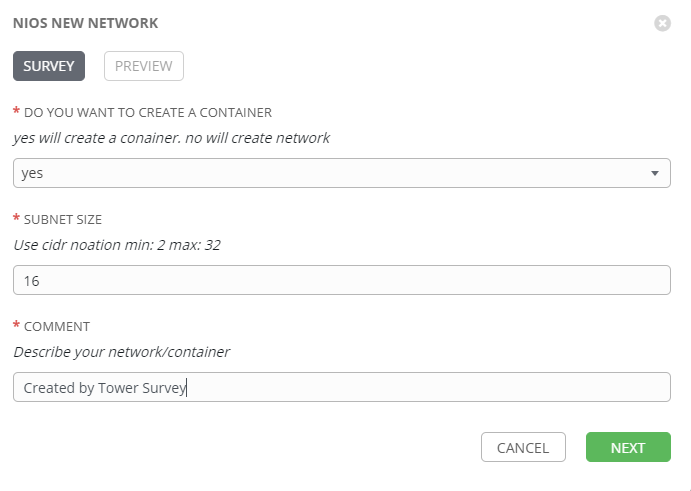 NIOS NEW NETWORK
SURVEY PREVIEW
* DO YOU WANT TO CREATE A CONTAINER
yes will create a conainer. no will create network
yes
* SUBNET SIZE
Use cidr noation min: 2 max: 32
16
* COMMENT
Describe your network/container
Created by Tower Survey
CANCEL NEXT